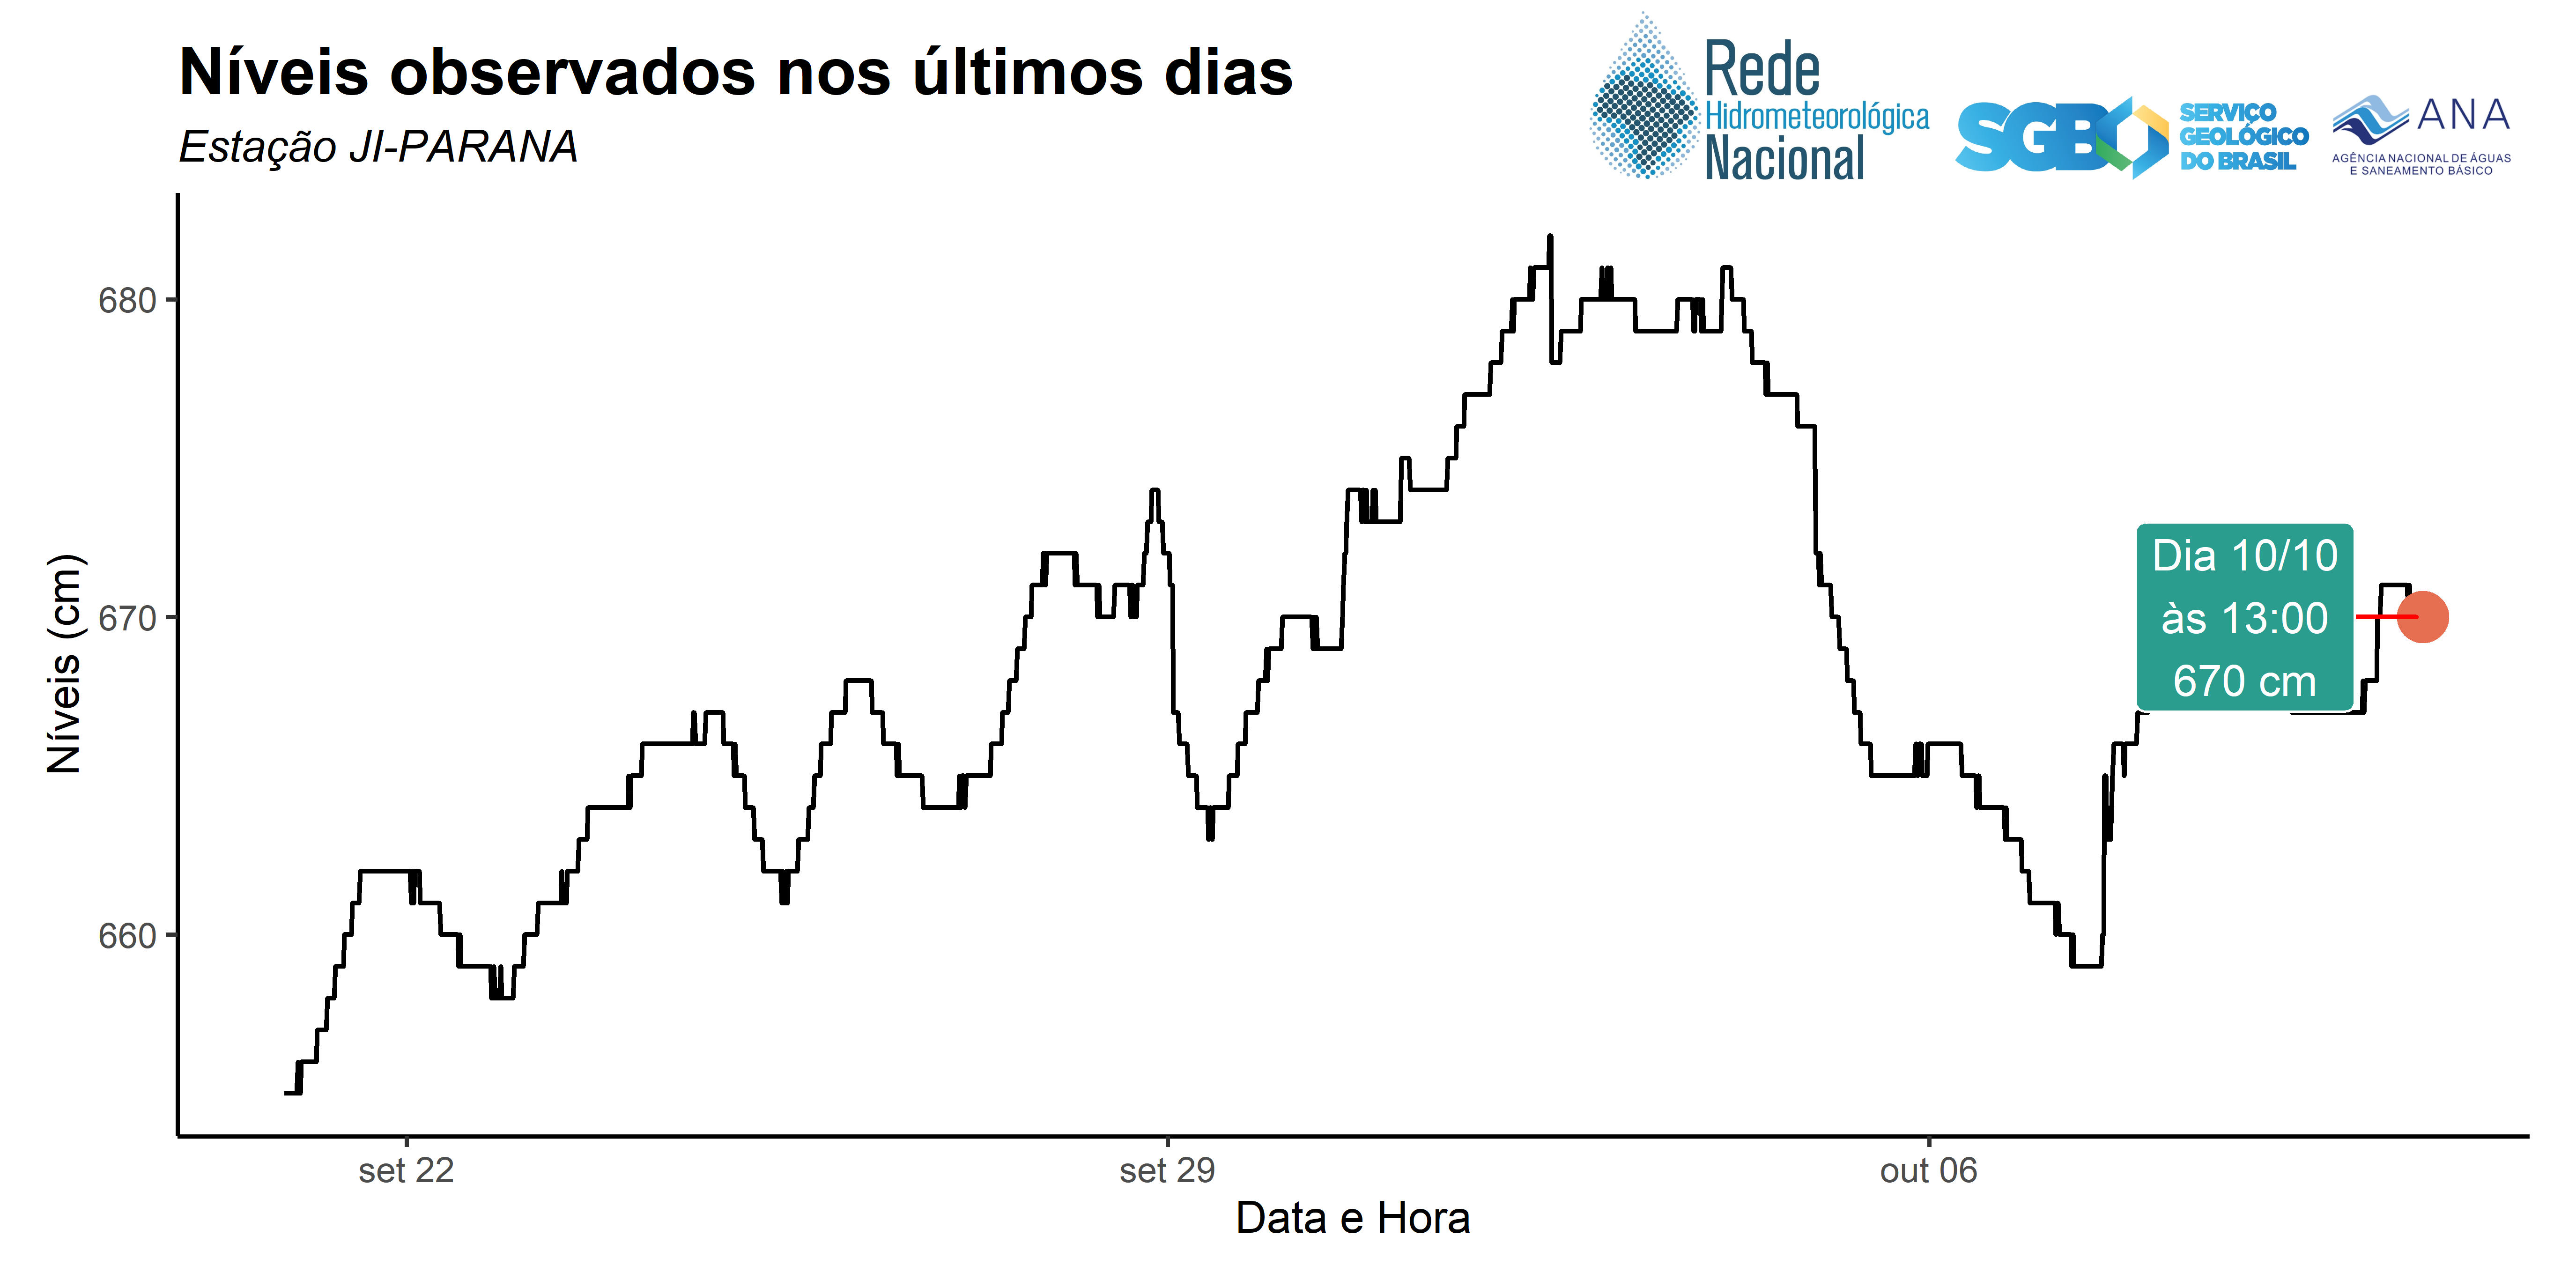 Níveis observados nos últimos dias
Estação JI-PARANA
Rede
Hidrometeorológica
Nacional
SGB
SERVIÇO
GEOLÓGICO
DO BRASIL
ANA
AGÊNCIA NACIONAL DE ÁGUAS
E SANEAMENTO BÁSICO
Níveis (cm)
680
670
660
Dia 10/10
às 13:00
670 cm
set 22
set 29
out 06
Data e Hora